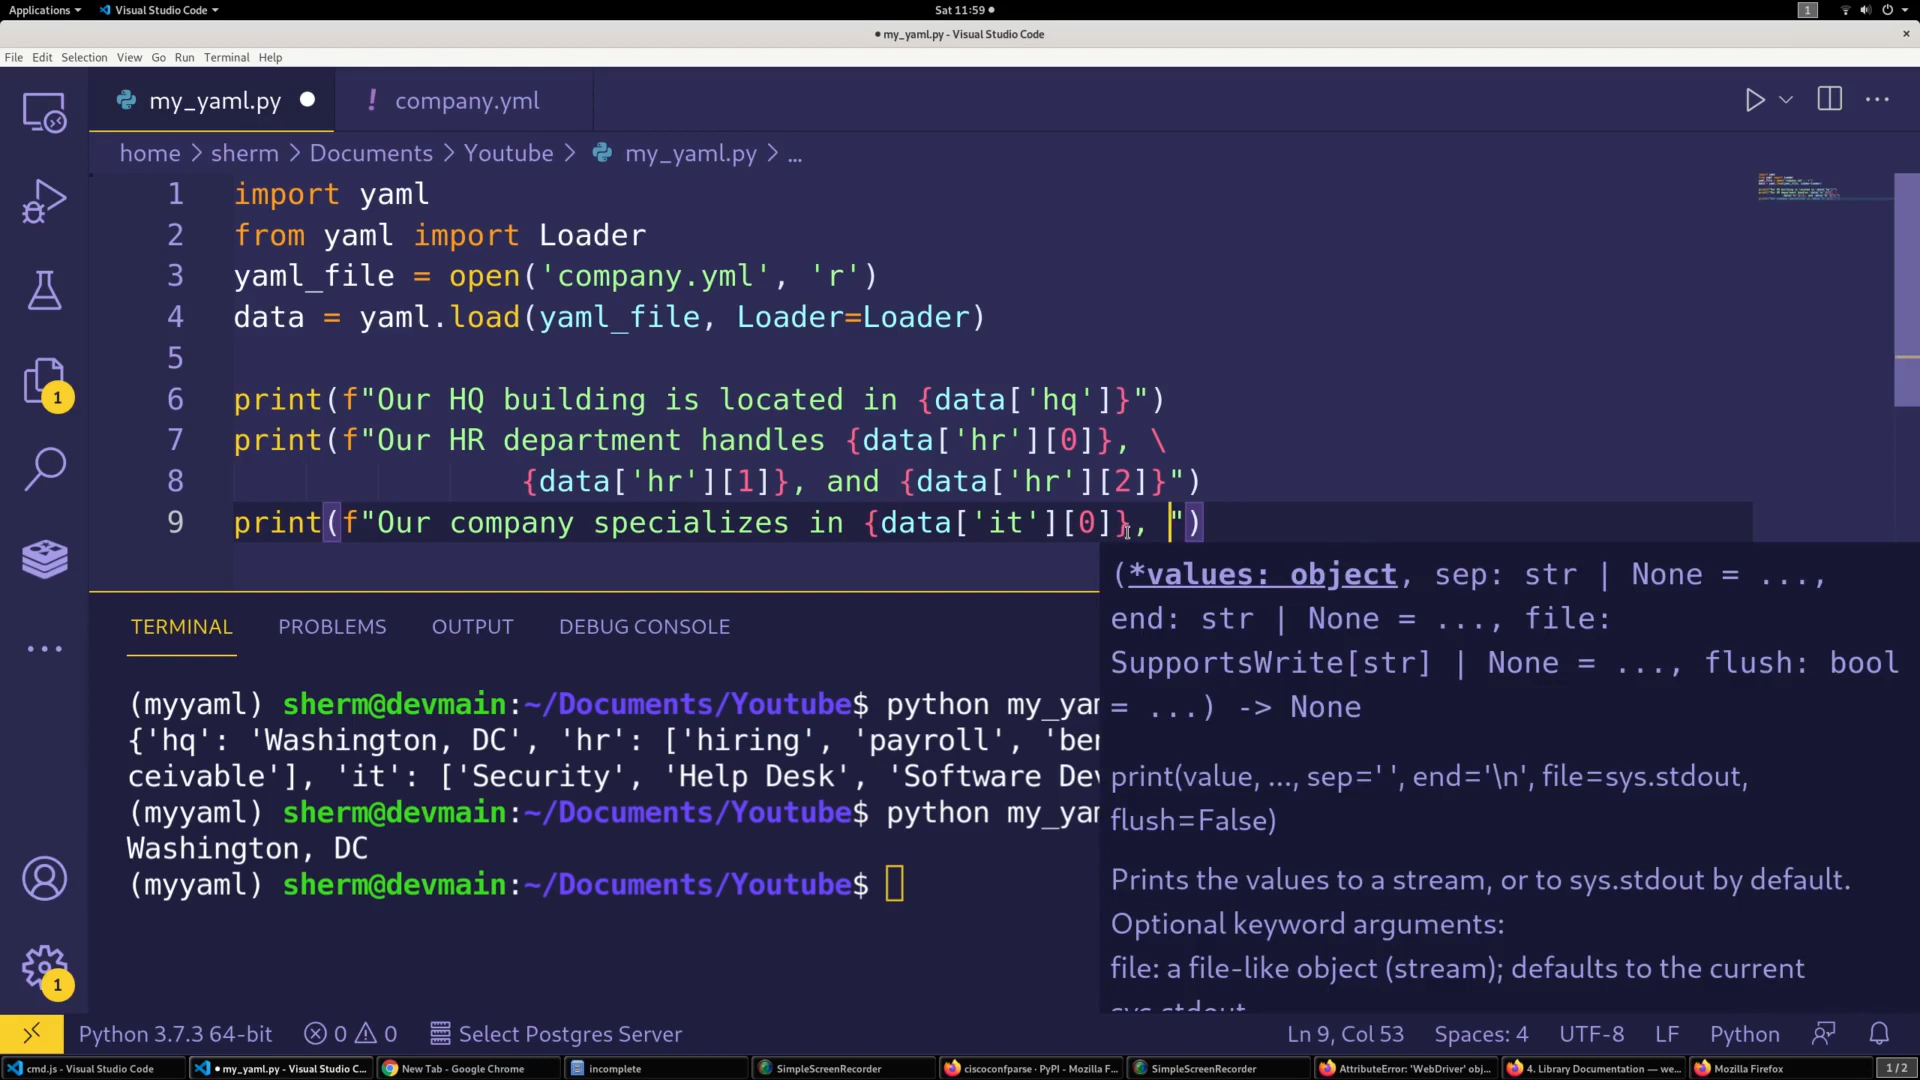 Applications
Visual Studio Code
Sat 11:59
1
my_yaml.py - Visual Studio Code
File Edit Selection View Go Run Terminal Help
my_yaml.py
! company.yml
home > sherm > Documents > Youtube > my_yaml.py > ...
1 import yaml
2 from yaml import Loader
3 yaml_file = open('company.yml', 'r')
4 data = yaml.load(yaml_file, Loader=Loader)
5
6 print(f"Our HQ building is located in {data['hq']}")
7 print(f"Our HR department handles {data['hr'][0]}, \
8 {data['hr'][1]}, and {data['hr'][2]}")
9 print(f"Our company specializes in {data['it'][0]}, ")
1
1
(*values: object, sep: str | None = ...,
end: str | None = ..., file:
SupportsWrite[str] | None = ..., flush: bool
= ...) -> None
print(value, ..., sep=' ', end='\n', file=sys.stdout,
flush=False)
Prints the values to a stream, or to sys.stdout by default.
Optional keyword arguments:
file: a file-like object (stream); defaults to the current
sys.stdout
TERMINAL PROBLEMS OUTPUT DEBUG CONSOLE
(myyaml) sherm@devmain:~/Documents/Youtube$ python my_yam
{'hq': 'Washington, DC', 'hr': ['hiring', 'payroll', 'ben
ceivable'], 'it': ['Security', 'Help Desk', 'Software Dev
(myyaml) sherm@devmain:~/Documents/Youtube$ python my_yam
Washington, DC
(myyaml) sherm@devmain:~/Documents/Youtube$
Python 3.7.3 64-bit 0 0 Select Postgres Server Ln 9, Col 53 Spaces: 4 UTF-8 LF Python
cmd.js - Visual Studio Code
my_yaml.py - Visual Studio C...
New Tab - Google Chrome
incomplete
SimpleScreenRecorder
ciscoconfparse · PyPI - Mozilla F...
SimpleScreenRecorder
AttributeError: 'WebDriver' obj...
4. Library Documentation — we...
Mozilla Firefox
1 / 2